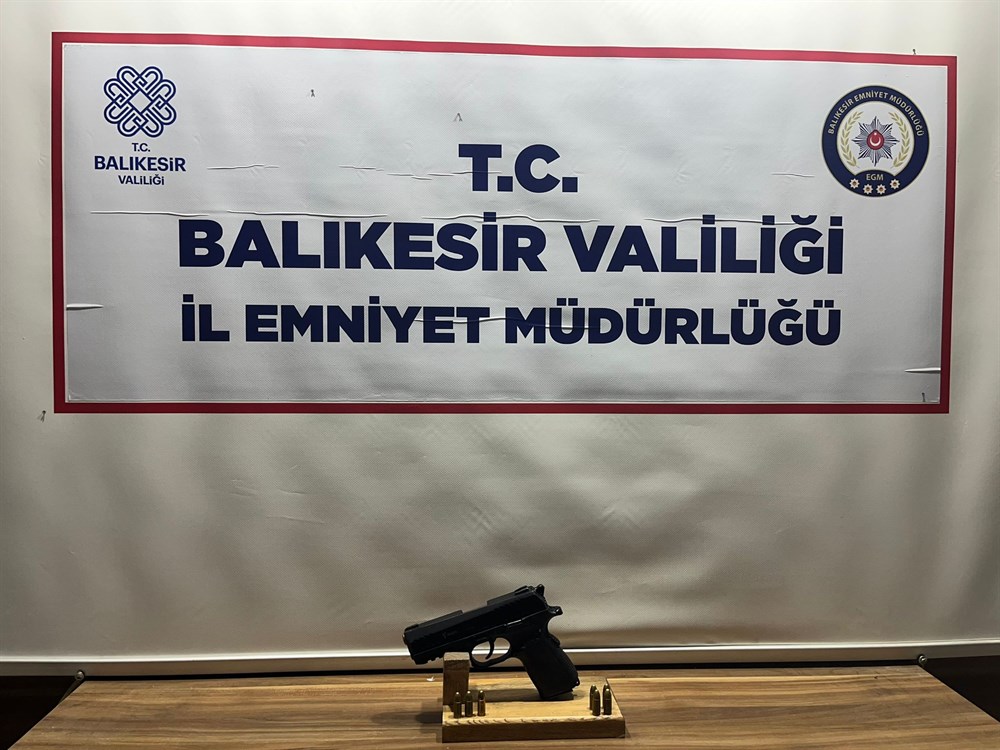 T.C.
BALIKESİR
VALİLİĞİ
BALIKESİR EMNİYET MÜDÜRLÜĞÜ
EGM
T.C.
BALIKESİR VALİLİĞİ
İL EMNİYET MÜDÜRLÜĞÜ